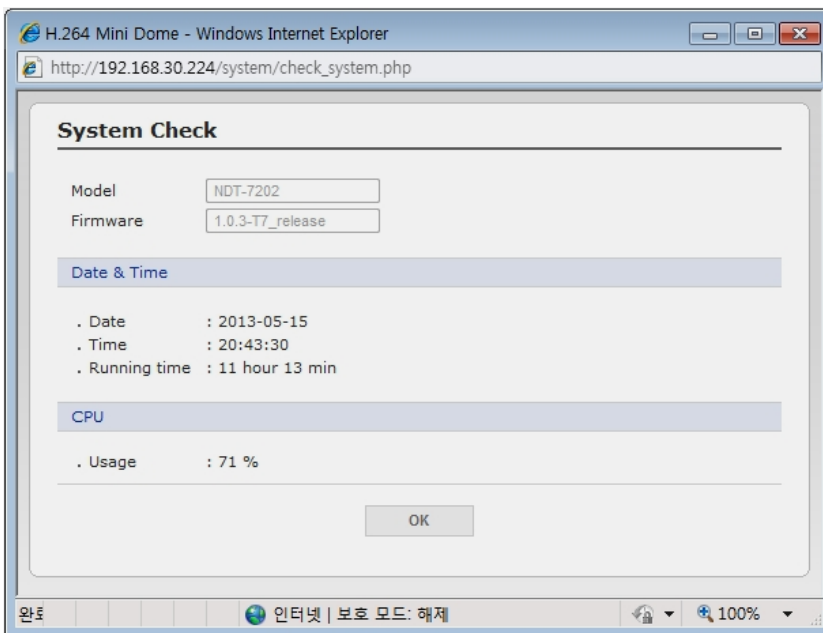 H.264 Mini Dome - Windows Internet Explorer
http://192.168.30.224/system/check_system.php
System Check
Model NDT-7202
Firmware 1.0.3-T7_release
Date & Time
. Date : 2013-05-15
. Time : 20:43:30
. Running time : 11 hour 13 min
CPU
. Usage : 71 %
OK
인터넷 | 보호 모드: 해제 100%